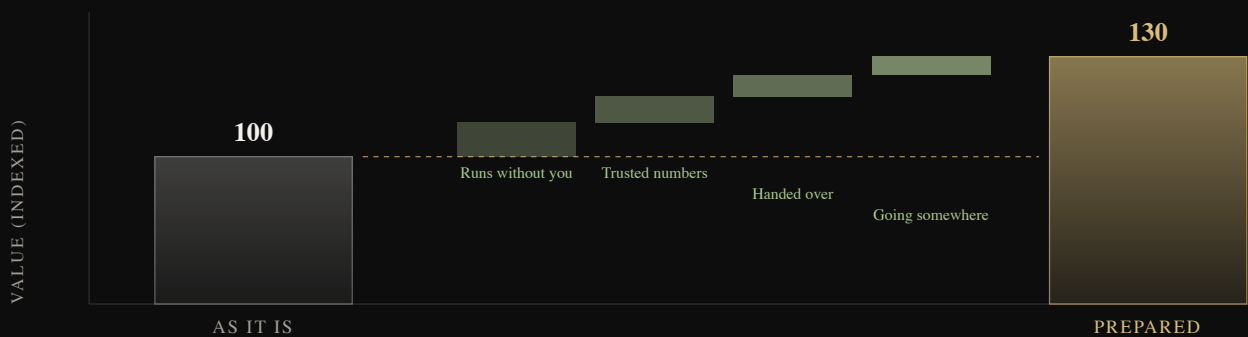 130
100
VALUE (INDEXED)
Runs without you
Trusted numbers
Handed over
Going somewhere
AS IT IS
PREPARED